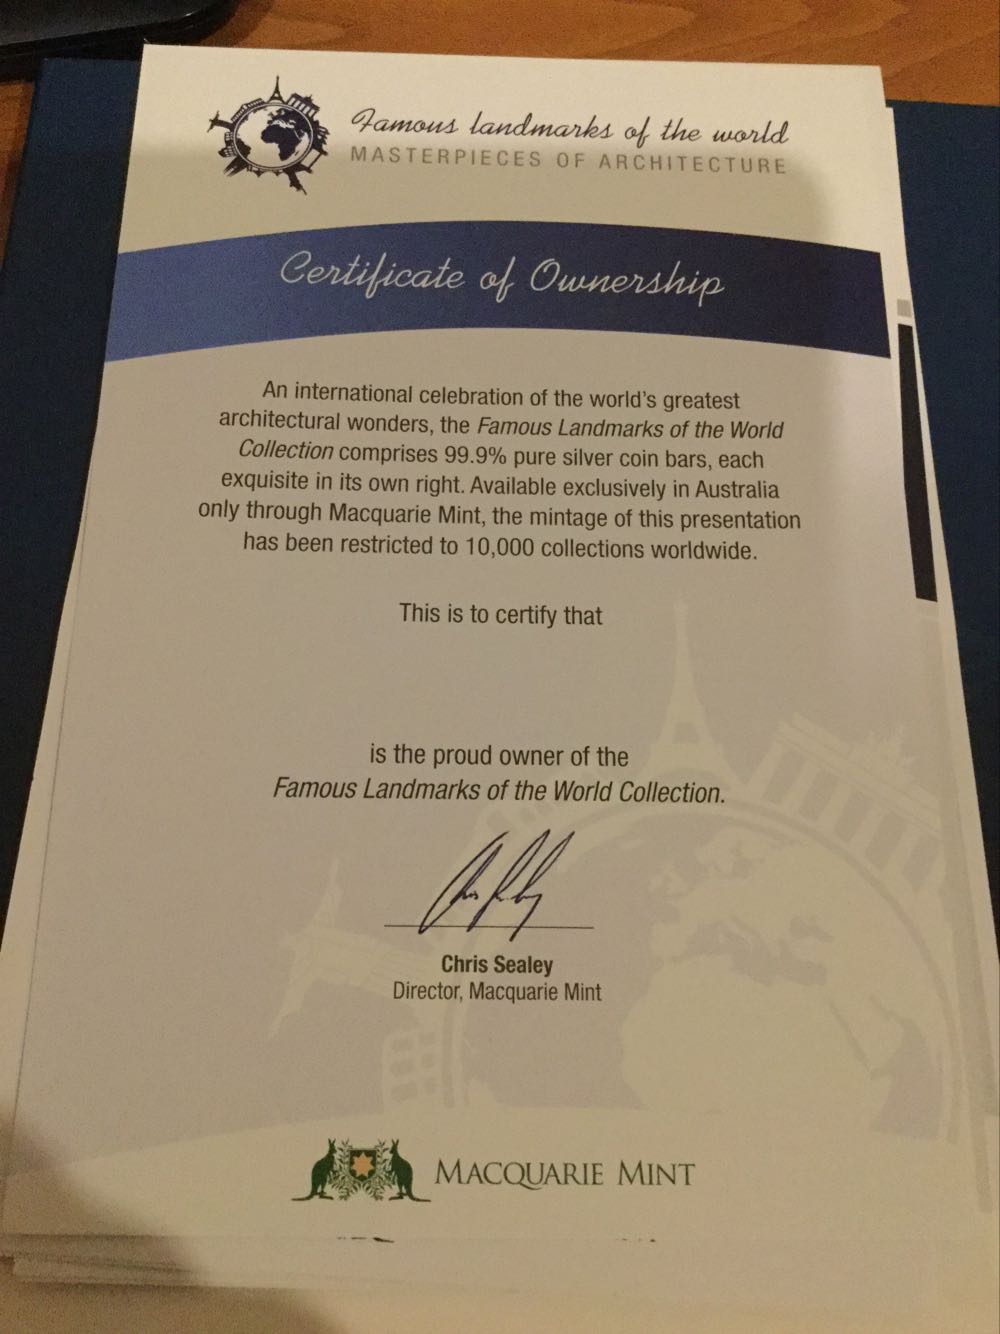 Famous landmarks of the world
MASTERPIECES OF ARCHITECTURE
Certificate of Ownership
An international celebration of the world's greatest
architectural wonders, the Famous Landmarks of the World
Collection comprises 99.9% pure silver coin bars, each
exquisite in its own right. Available exclusively in Australia
only through Macquarie Mint, the mintage of this presentation
has been restricted to 10,000 collections worldwide.
This is to certify that
is the proud owner of the
Famous Landmarks of the World Collection.
Chris Sealey
Director, Macquarie Mint
MACQUARIE MINT